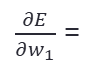 ∂E/∂w₁ =